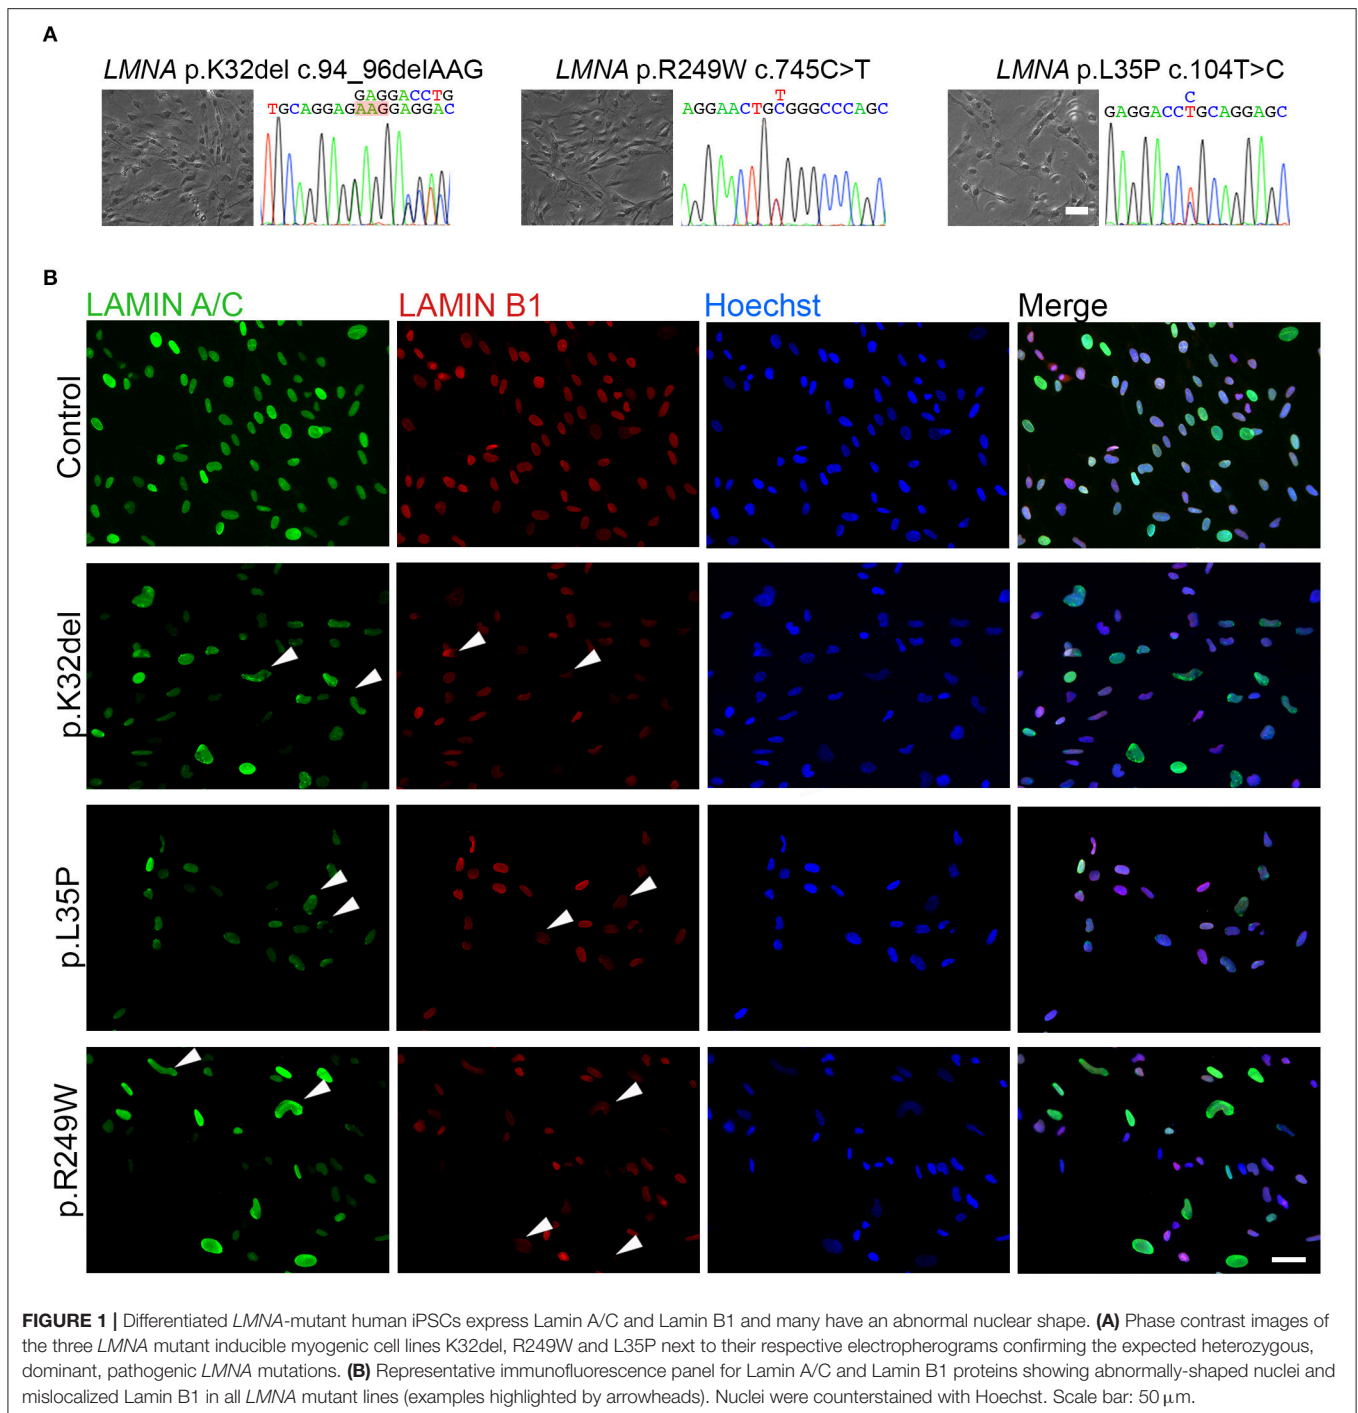 A
LMNA p.K32del c.94_96delAAG
LMNA p.R249W c.745C>T
LMNA p.L35P c.104T>C
GAGGACCTG
TGCAGGAGAAGGAGGAC
T
AGGAACTGCGGGCCCAGC
C
GAGGACCTGCAGGAGC
B
LAMIN A/C
LAMIN B1
Hoechst
Merge
Control
p.K32del
p.L35P
p.R249W
FIGURE 1 | Differentiated LMNA-mutant human iPSCs express Lamin A/C and Lamin B1 and many have an abnormal nuclear shape. (A) Phase contrast images of
the three LMNA mutant inducible myogenic cell lines K32del, R249W and L35P next to their respective electropherograms confirming the expected heterozygous,
dominant, pathogenic LMNA mutations. (B) Representative immunofluorescence panel for Lamin A/C and Lamin B1 proteins showing abnormally-shaped nuclei and
mislocalized Lamin B1 in all LMNA mutant lines (examples highlighted by arrowheads). Nuclei were counterstained with Hoechst. Scale bar: 50 μm.